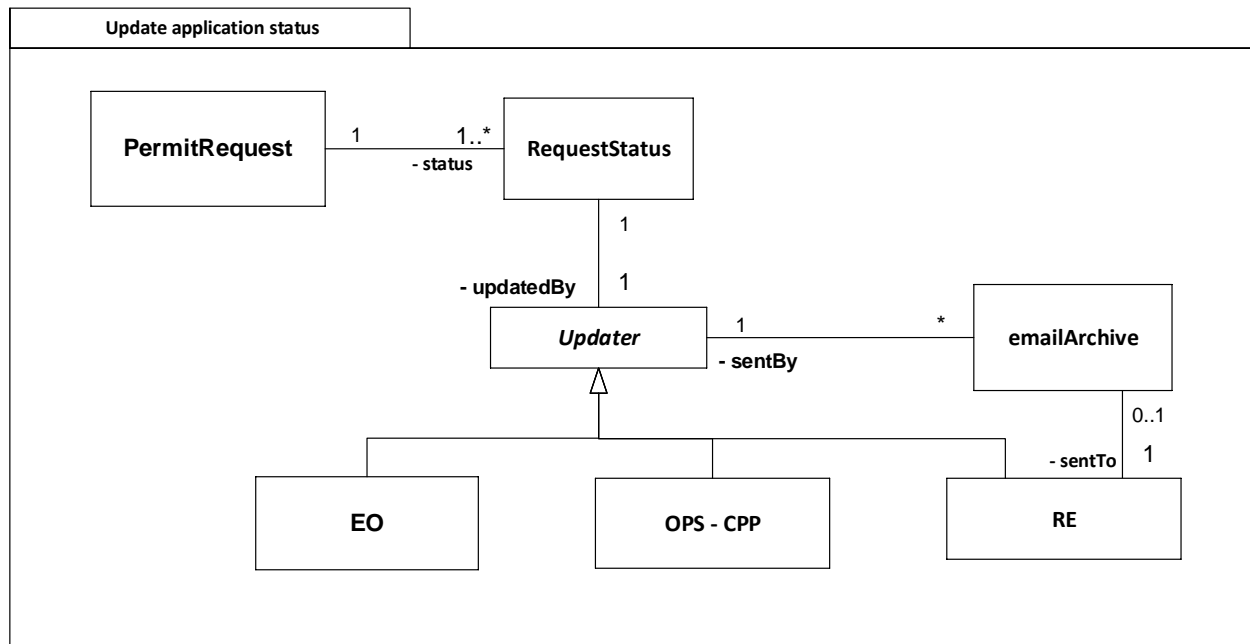 Update application status
PermitRequest
1
1..*
- status
RequestStatus
1
- updatedBy
1
Updater
1
*
- sentBy
emailArchive
0..1
- sentTo
1
EO
OPS - CPP
RE